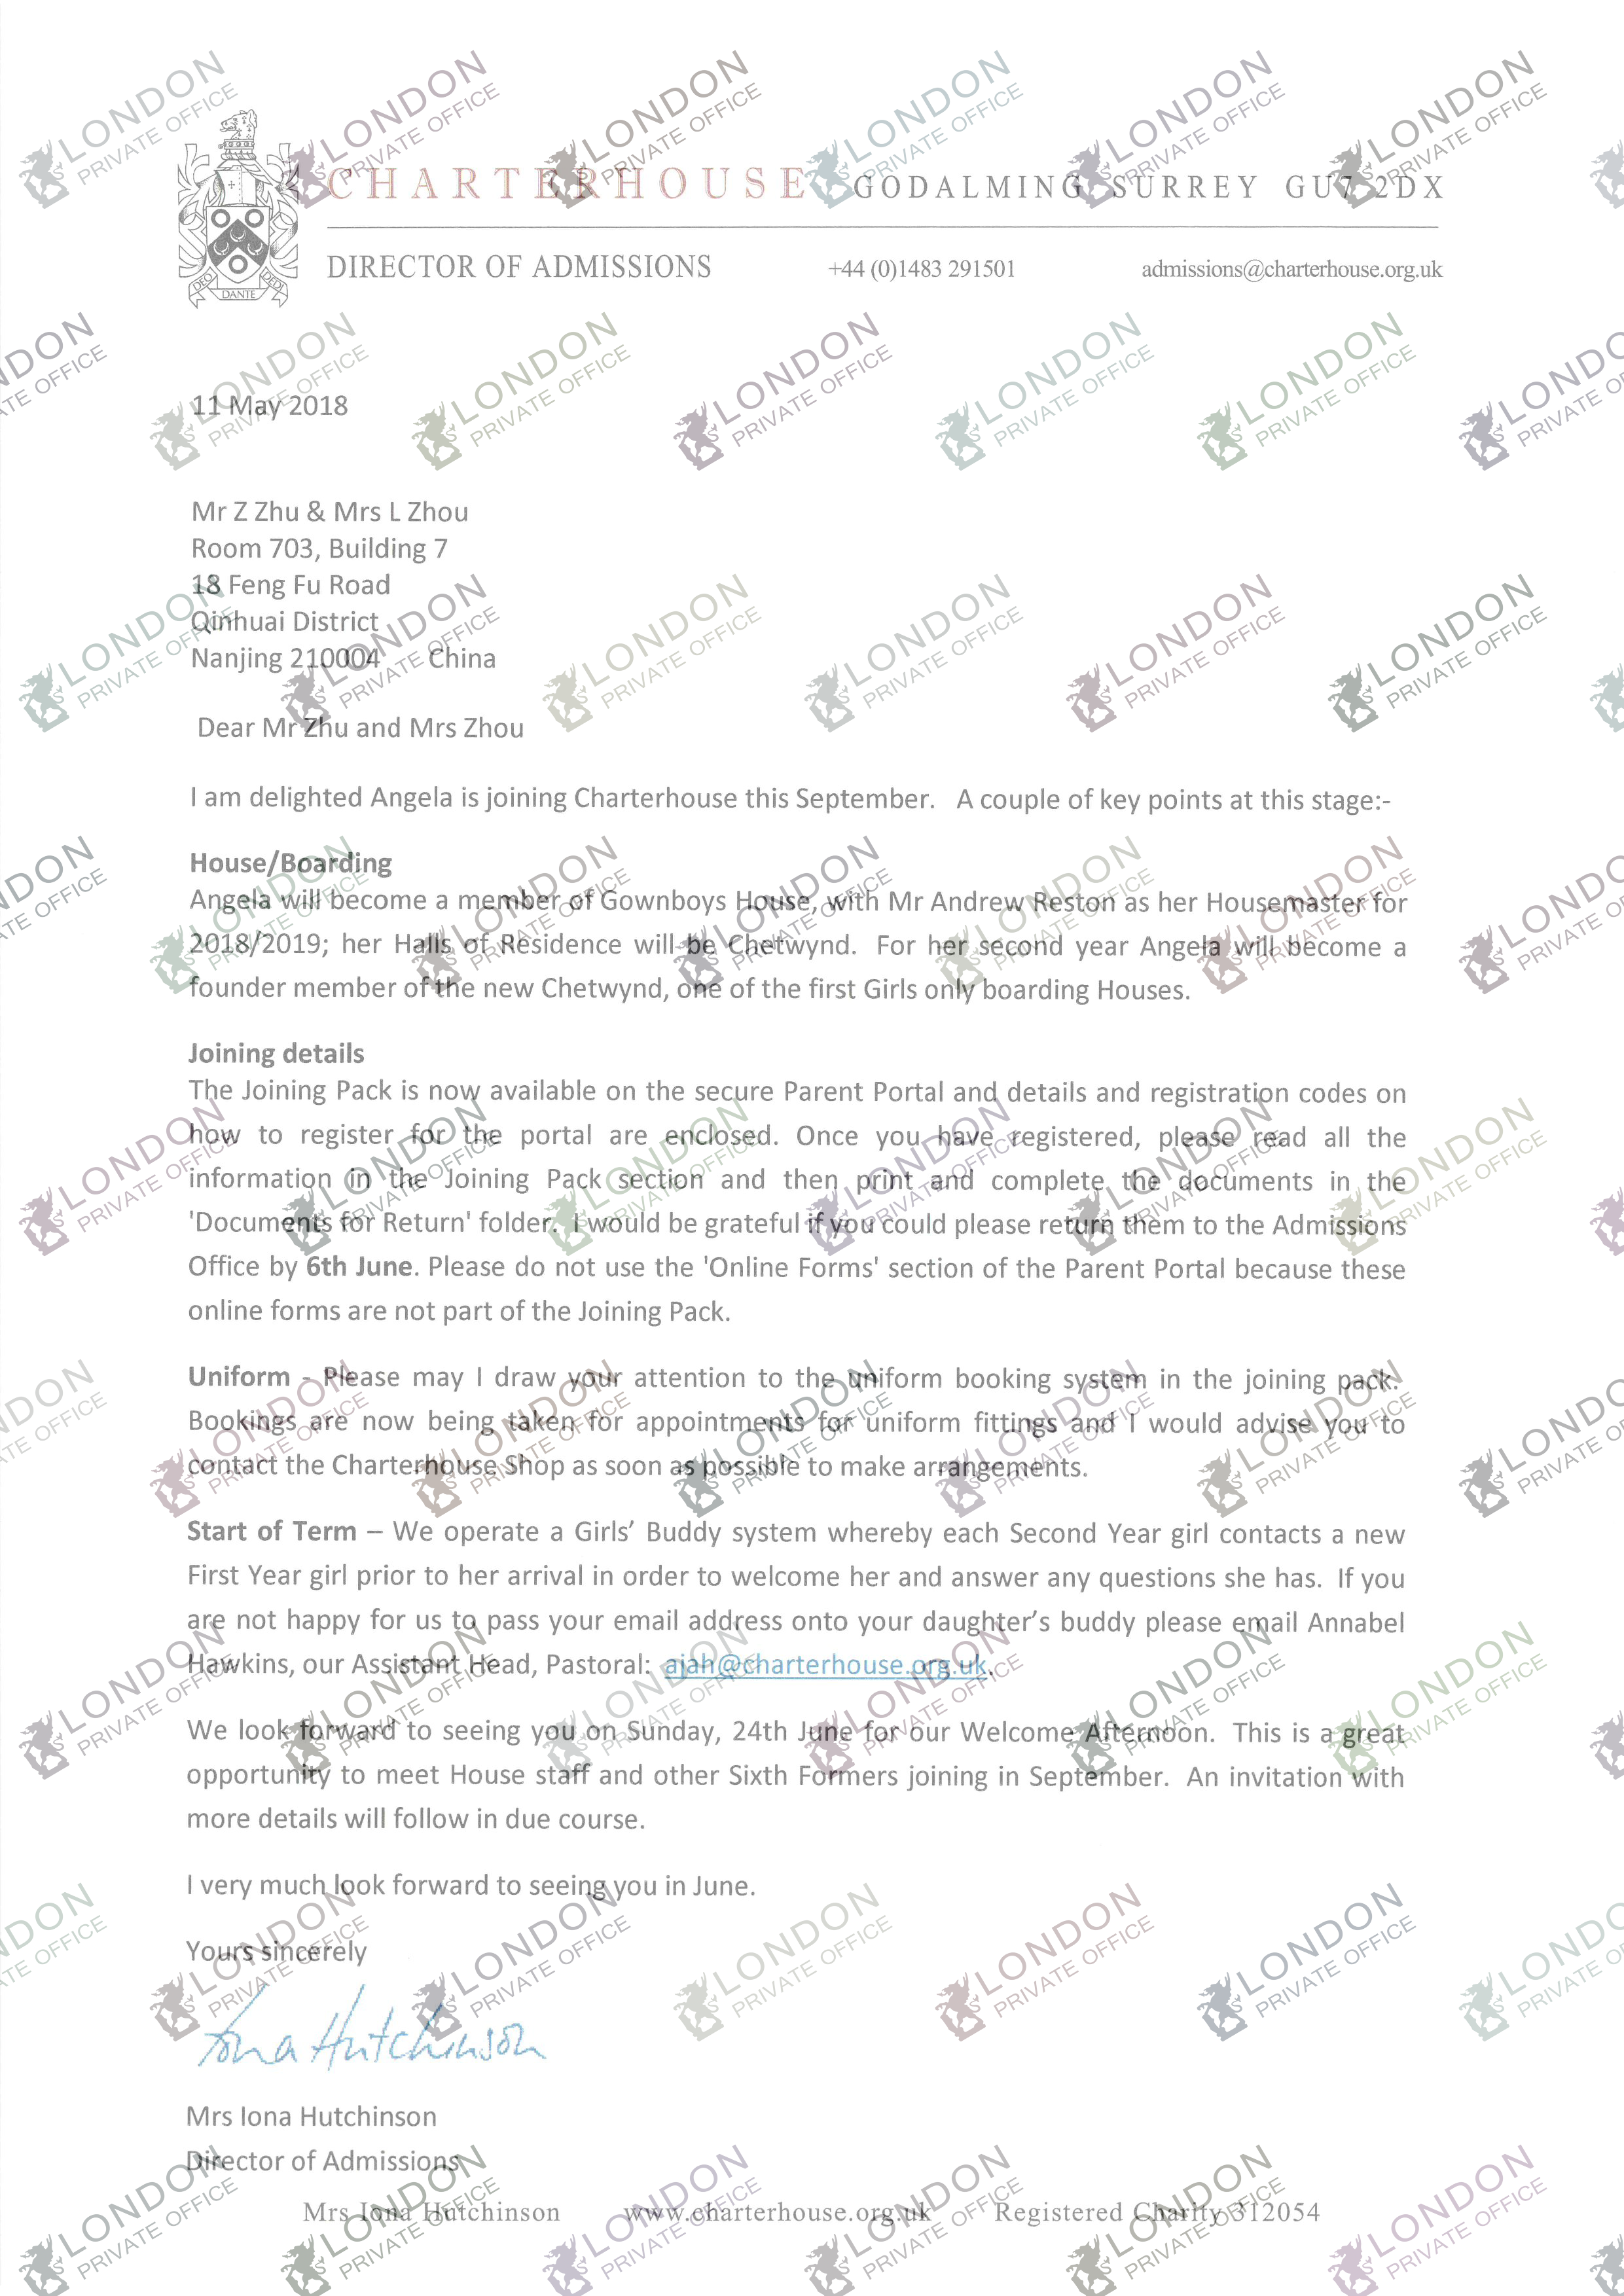 CHARTERHOUSE GODALMING SURREY GU7 2DX
DIRECTOR OF ADMISSIONS +44 (0)1483 291501 admissions@charterhouse.org.uk
DEO DANTE DEDI
11 May 2018
Mr Z Zhu & Mrs L Zhou
Room 703, Building 7
18 Feng Fu Road
Qinhuai District
Nanjing 210004 China
Dear Mr Zhu and Mrs Zhou
I am delighted Angela is joining Charterhouse this September. A couple of key points at this stage:-
House/Boarding
Angela will become a member of Gownboys House, with Mr Andrew Reston as her Housemaster for
2018/2019; her Halls of Residence will be Chetwynd. For her second year Angela will become a
founder member of the new Chetwynd, one of the first Girls only boarding Houses.
Joining details
The Joining Pack is now available on the secure Parent Portal and details and registration codes on
how to register for the portal are enclosed. Once you have registered, please read all the
information in the Joining Pack section and then print and complete the documents in the
'Documents for Return' folder. I would be grateful if you could please return them to the Admissions
Office by 6th June. Please do not use the 'Online Forms' section of the Parent Portal because these
online forms are not part of the Joining Pack.
Uniform - Please may I draw your attention to the uniform booking system in the joining pack.
Bookings are now being taken for appointments for uniform fittings and I would advise you to
contact the Charterhouse Shop as soon as possible to make arrangements.
Start of Term – We operate a Girls’ Buddy system whereby each Second Year girl contacts a new
First Year girl prior to her arrival in order to welcome her and answer any questions she has. If you
are not happy for us to pass your email address onto your daughter’s buddy please email Annabel
Hawkins, our Assistant Head, Pastoral: ajah@charterhouse.org.uk.
We look forward to seeing you on Sunday, 24th June for our Welcome Afternoon. This is a great
opportunity to meet House staff and other Sixth Formers joining in September. An invitation with
more details will follow in due course.
I very much look forward to seeing you in June.
Yours sincerely
Iona Hutchinson
Mrs Iona Hutchinson
Director of Admissions
Mrs Iona Hutchinson www.charterhouse.org.uk Registered Charity 312054
LONDON
PRIVATE OFFICE